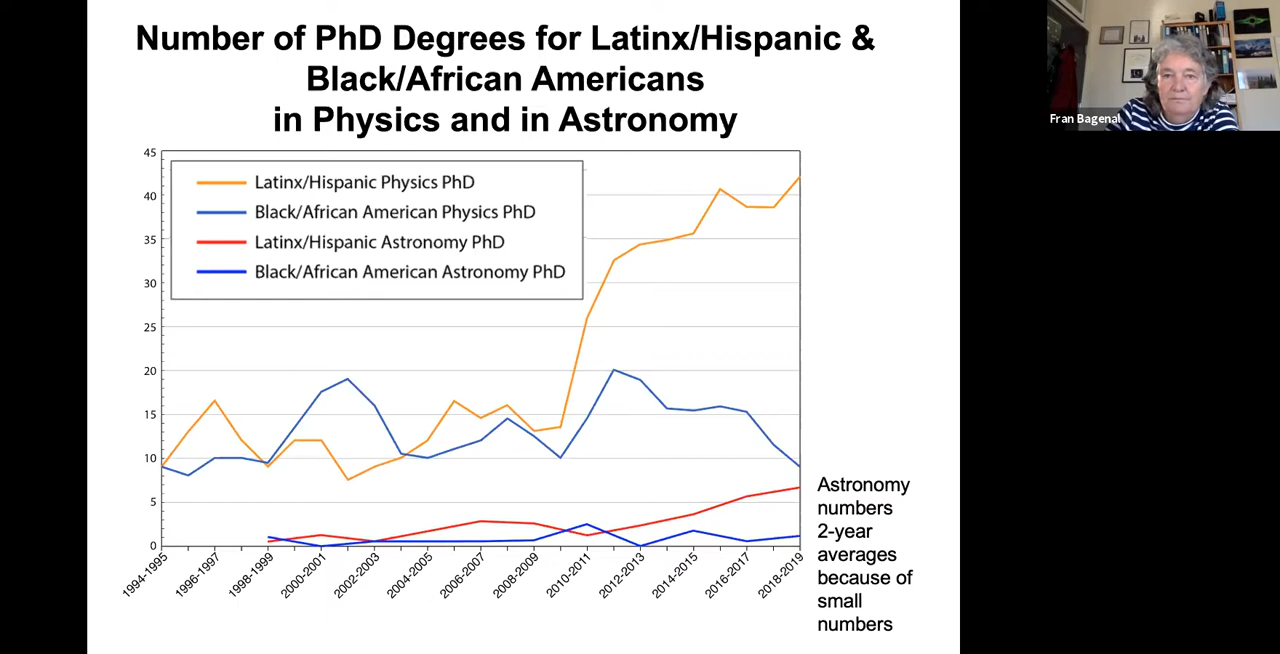 Number of PhD Degrees for Latinx/Hispanic &
Black/African Americans
in Physics and in Astronomy
Fran Bagenal
45
40
35
30
25
20
15
10
5
0
Latinx/Hispanic Physics PhD
Black/African American Physics PhD
Latinx/Hispanic Astronomy PhD
Black/African American Astronomy PhD
1994-1995
1996-1997
1998-1999
2000-2001
2002-2003
2004-2005
2006-2007
2008-2009
2010-2011
2012-2013
2014-2015
2016-2017
2018-2019
Astronomy
numbers
2-year
averages
because of
small
numbers